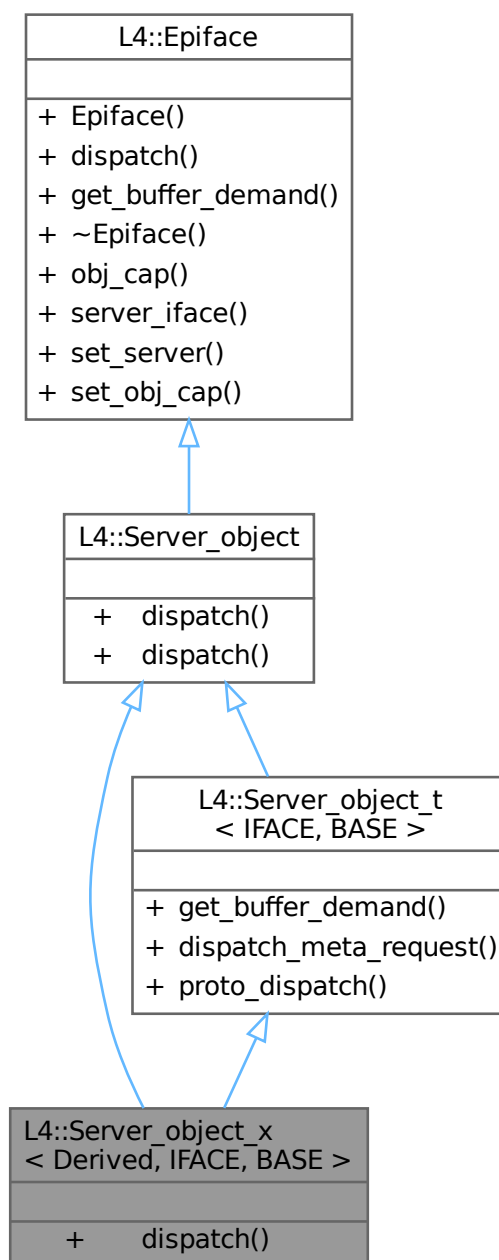 L4::Epiface
+ Epiface()
+ dispatch()
+ get_buffer_demand()
+ ~Epiface()
+ obj_cap()
+ server_iface()
+ set_server()
+ set_obj_cap()
L4::Server_object
+ dispatch()
+ dispatch()
L4::Server_object_t
< IFACE, BASE >
+ get_buffer_demand()
+ dispatch_meta_request()
+ proto_dispatch()
L4::Server_object_x
< Derived, IFACE, BASE >
+ dispatch()